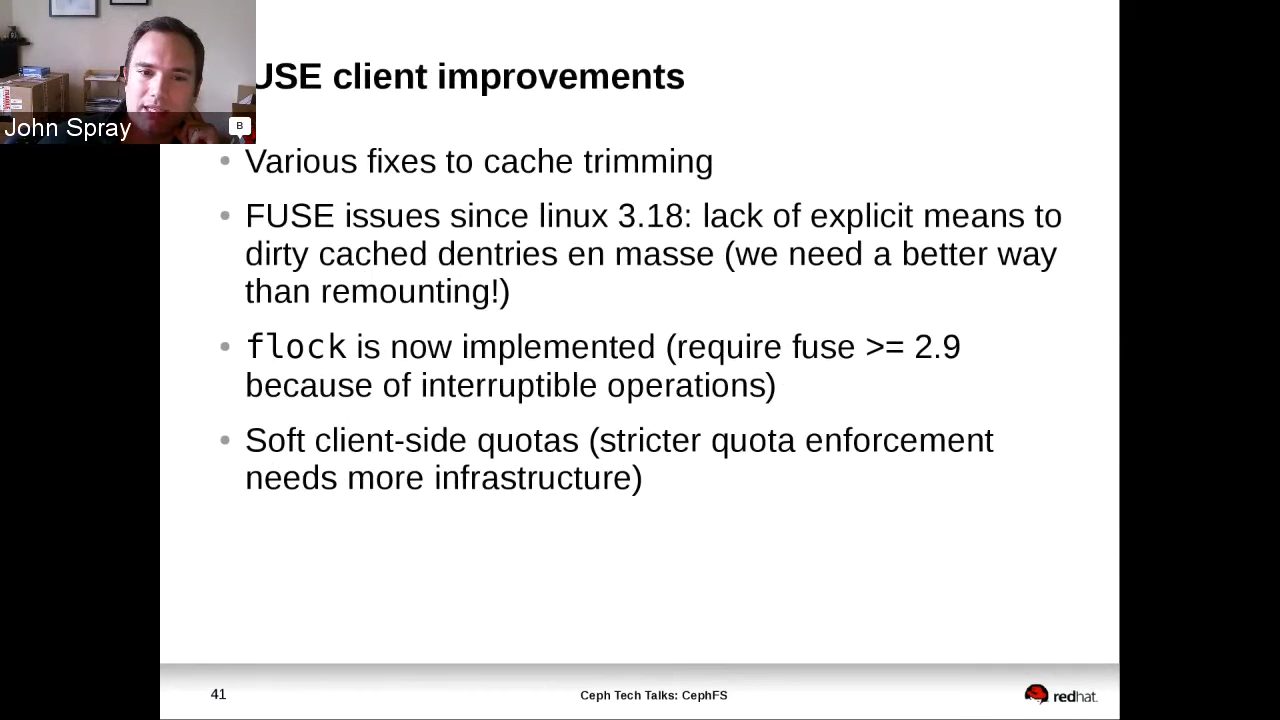 USE client improvements
John Spray
B
• Various fixes to cache trimming
• FUSE issues since linux 3.18: lack of explicit means to
dirty cached dentries en masse (we need a better way
than remounting!)
• flock is now implemented (require fuse >= 2.9
because of interruptible operations)
• Soft client-side quotas (stricter quota enforcement
needs more infrastructure)
41
Ceph Tech Talks: CephFS
redhat.